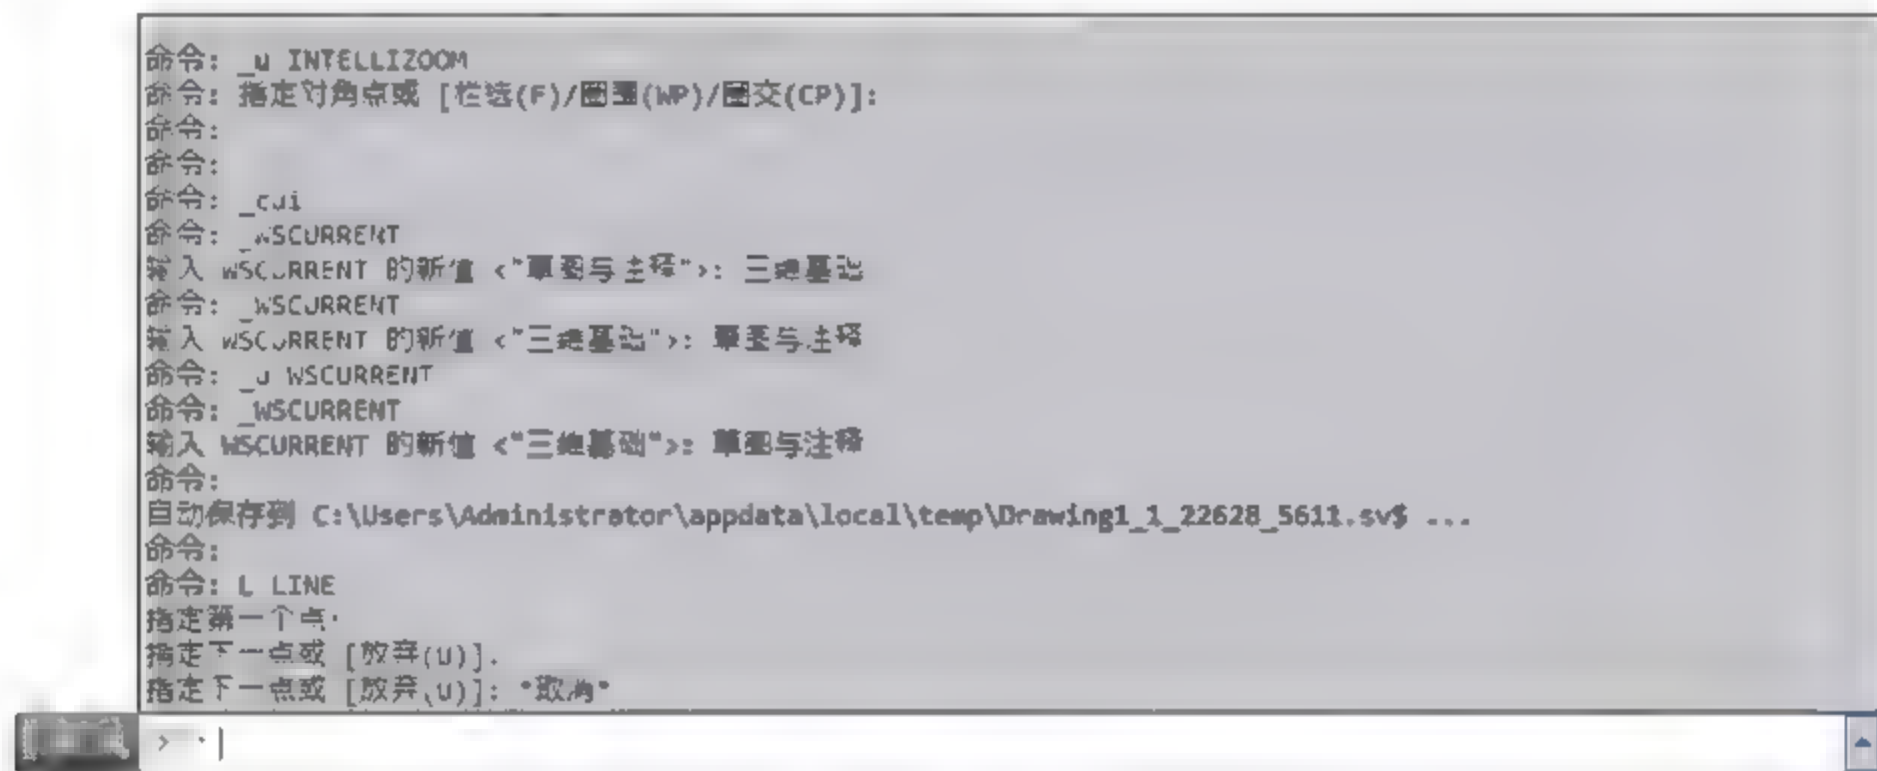 命令: _u INTELLIZOOM
命令: 指定对角点或 [栏选(F)/圈围(WP)/圈交(CP)]:
命令:
命令:
命令: _cui
命令: _WSCURRENT
输入 WSCURRENT 的新值 <"草图与注释">: 三维基础
命令: _WSCURRENT
输入 WSCURRENT 的新值 <"三维基础">: 草图与注释
命令: _u WSCURRENT
命令: _WSCURRENT
输入 WSCURRENT 的新值 <"三维基础">: 草图与注释
命令:
自动保存到 C:\Users\Administrator\appdata\local\temp\Drawing1_1_22628_5611.sv$ ...
命令:
命令: L LINE
指定第一个点:
指定下一点或 [放弃(U)]:
指定下一点或 [放弃(U)]: *取消*